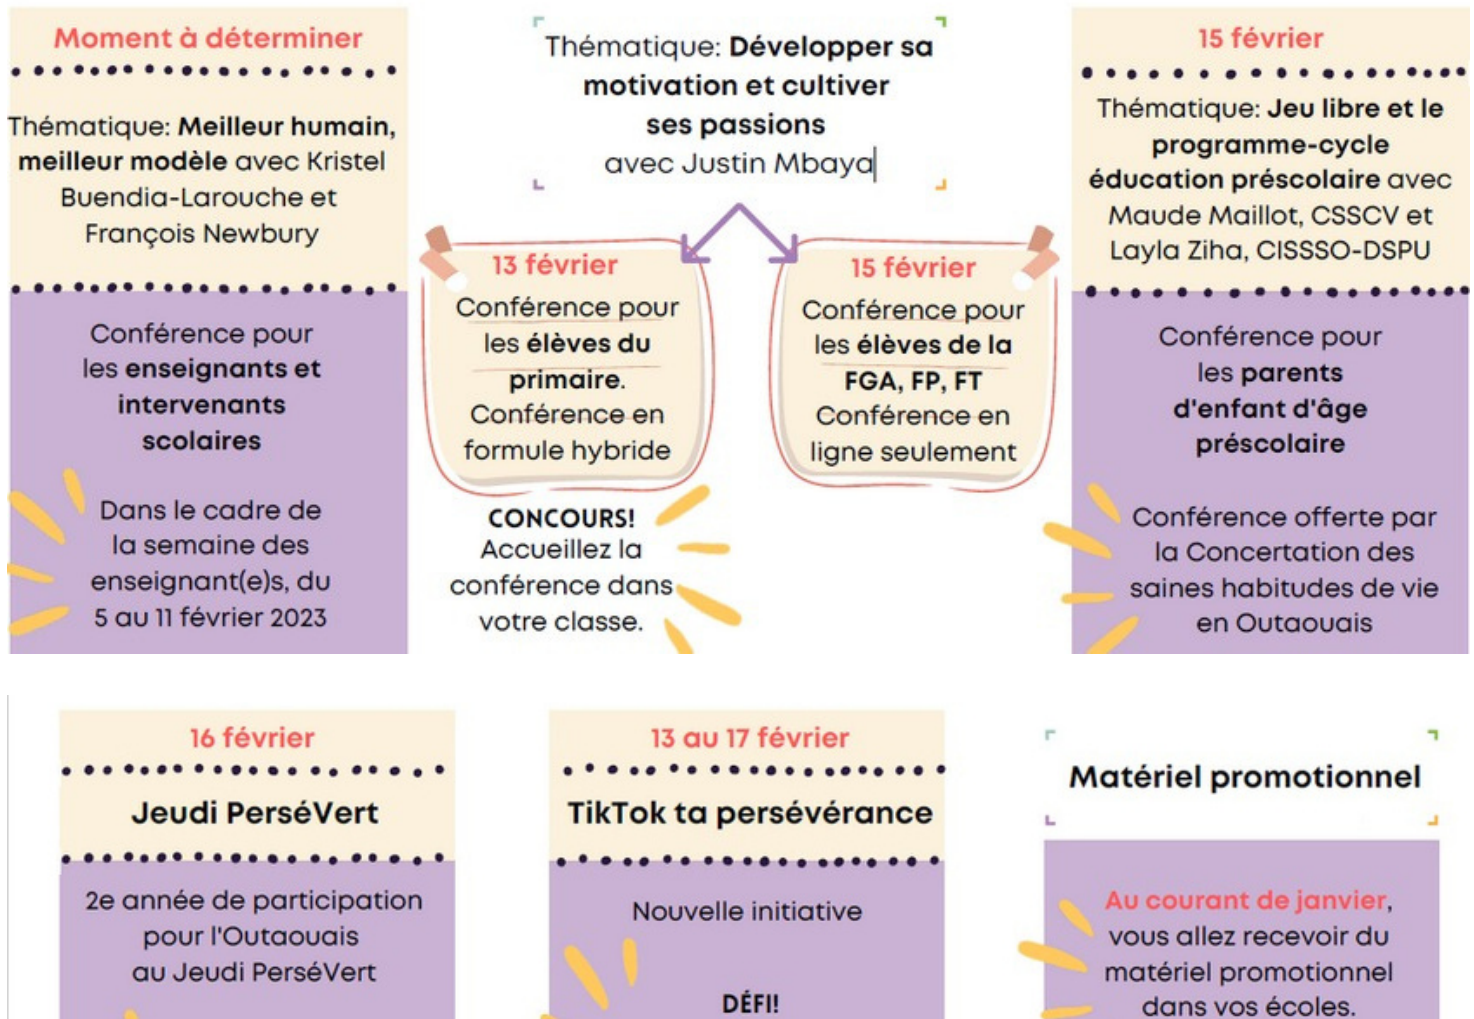 Moment à déterminer
Thématique: Meilleur humain,
meilleur modèle avec Kristel
Buendia-Larouche et
François Newbury
Conférence pour
les enseignants et
intervenants
scolaires
Dans le cadre de
la semaine des
enseignant(e)s, du
5 au 11 février 2023
Thématique: Développer sa
motivation et cultiver
ses passions
avec Justin Mbaya
13 février
Conférence pour
les élèves du
primaire.
Conférence en
formule hybride
CONCOURS!
Accueillez la
conférence dans
votre classe.
15 février
Conférence pour
les élèves de la
FGA, FP, FT
Conférence en
ligne seulement
15 février
Thématique: Jeu libre et le
programme-cycle
éducation préscolaire avec
Maude Maillot, CSSCV et
Layla Ziha, CISSSO-DSPU
Conférence pour
les parents
d'enfant d'âge
préscolaire
Conférence offerte par
la Concertation des
saines habitudes de vie
en Outaouais
16 février
Jeudi PerséVert
2e année de participation
pour l'Outaouais
au Jeudi PerséVert
13 au 17 février
TikTok ta persévérance
Nouvelle initiative
DÉFI!
Matériel promotionnel
Au courant de janvier,
vous allez recevoir du
matériel promotionnel
dans vos écoles.